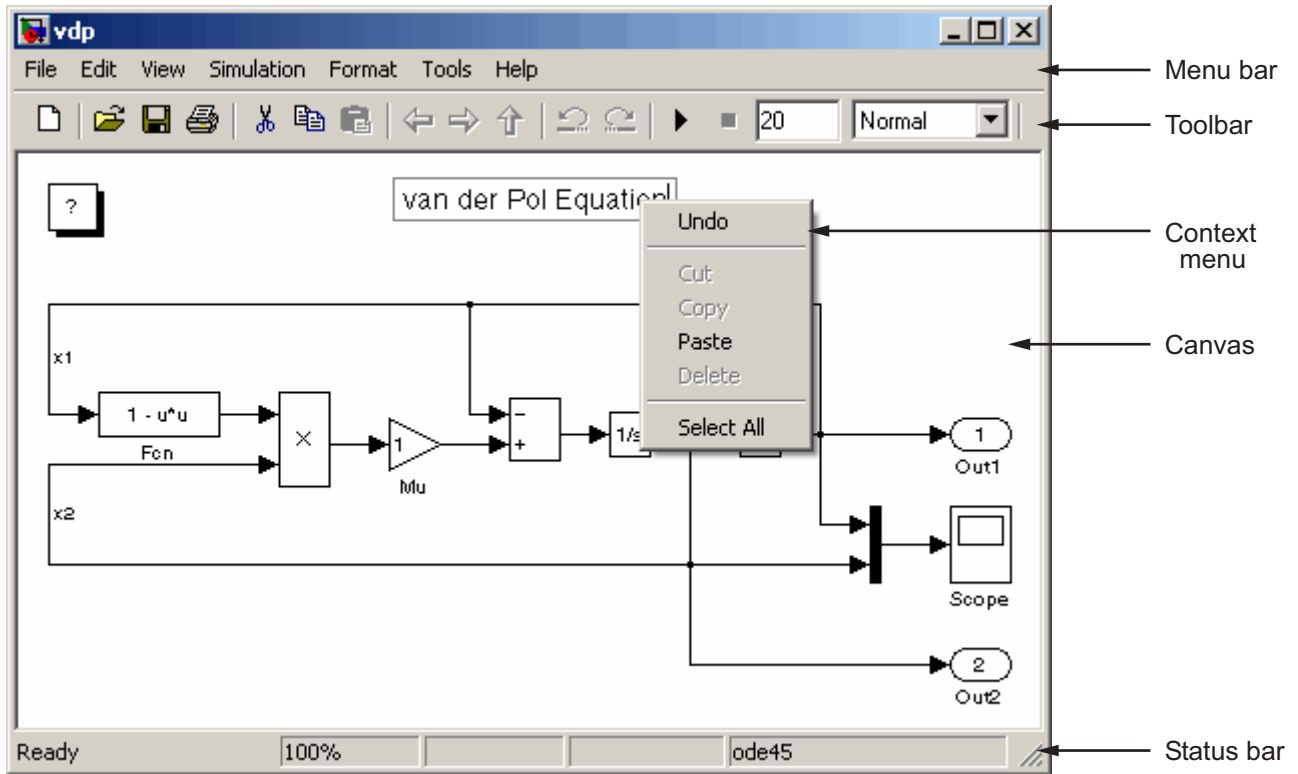 vdp
File Edit View Simulation Format Tools Help
Menu bar
20 Normal
Toolbar
?
van der Pol Equation
Undo
Context
menu
Cut
Copy
Paste
Delete
Select All
Canvas
x1
1 - u*u
Fcn
×
1
Mu
−
+
1/s
1
Out1
x2
Scope
2
Out2
Ready 100% ode45
Status bar